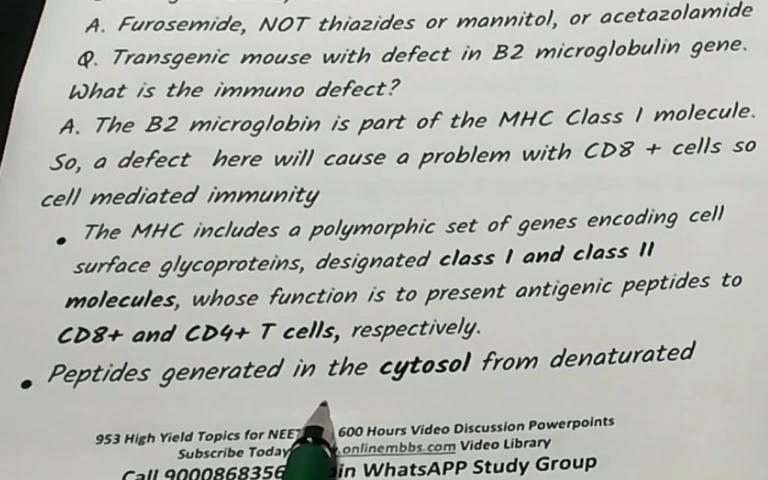 A. Furosemide, NOT thiazides or mannitol, or acetazolamide
Q. Transgenic mouse with defect in B2 microglobulin gene.
What is the immuno defect?
A. The B2 microglobin is part of the MHC Class I molecule.
So, a defect here will cause a problem with CD8 + cells so
cell mediated immunity
• The MHC includes a polymorphic set of genes encoding cell
surface glycoproteins, designated class I and class II
molecules, whose function is to present antigenic peptides to
CD8+ and CD4+ T cells, respectively.
• Peptides generated in the cytosol from denaturated
953 High Yield Topics for 600 Hours Video Discussion Powerpoints
Subscribe Today .onlinembbs.com Video Library
Call 9000868356 in WhatsAPP Study Group